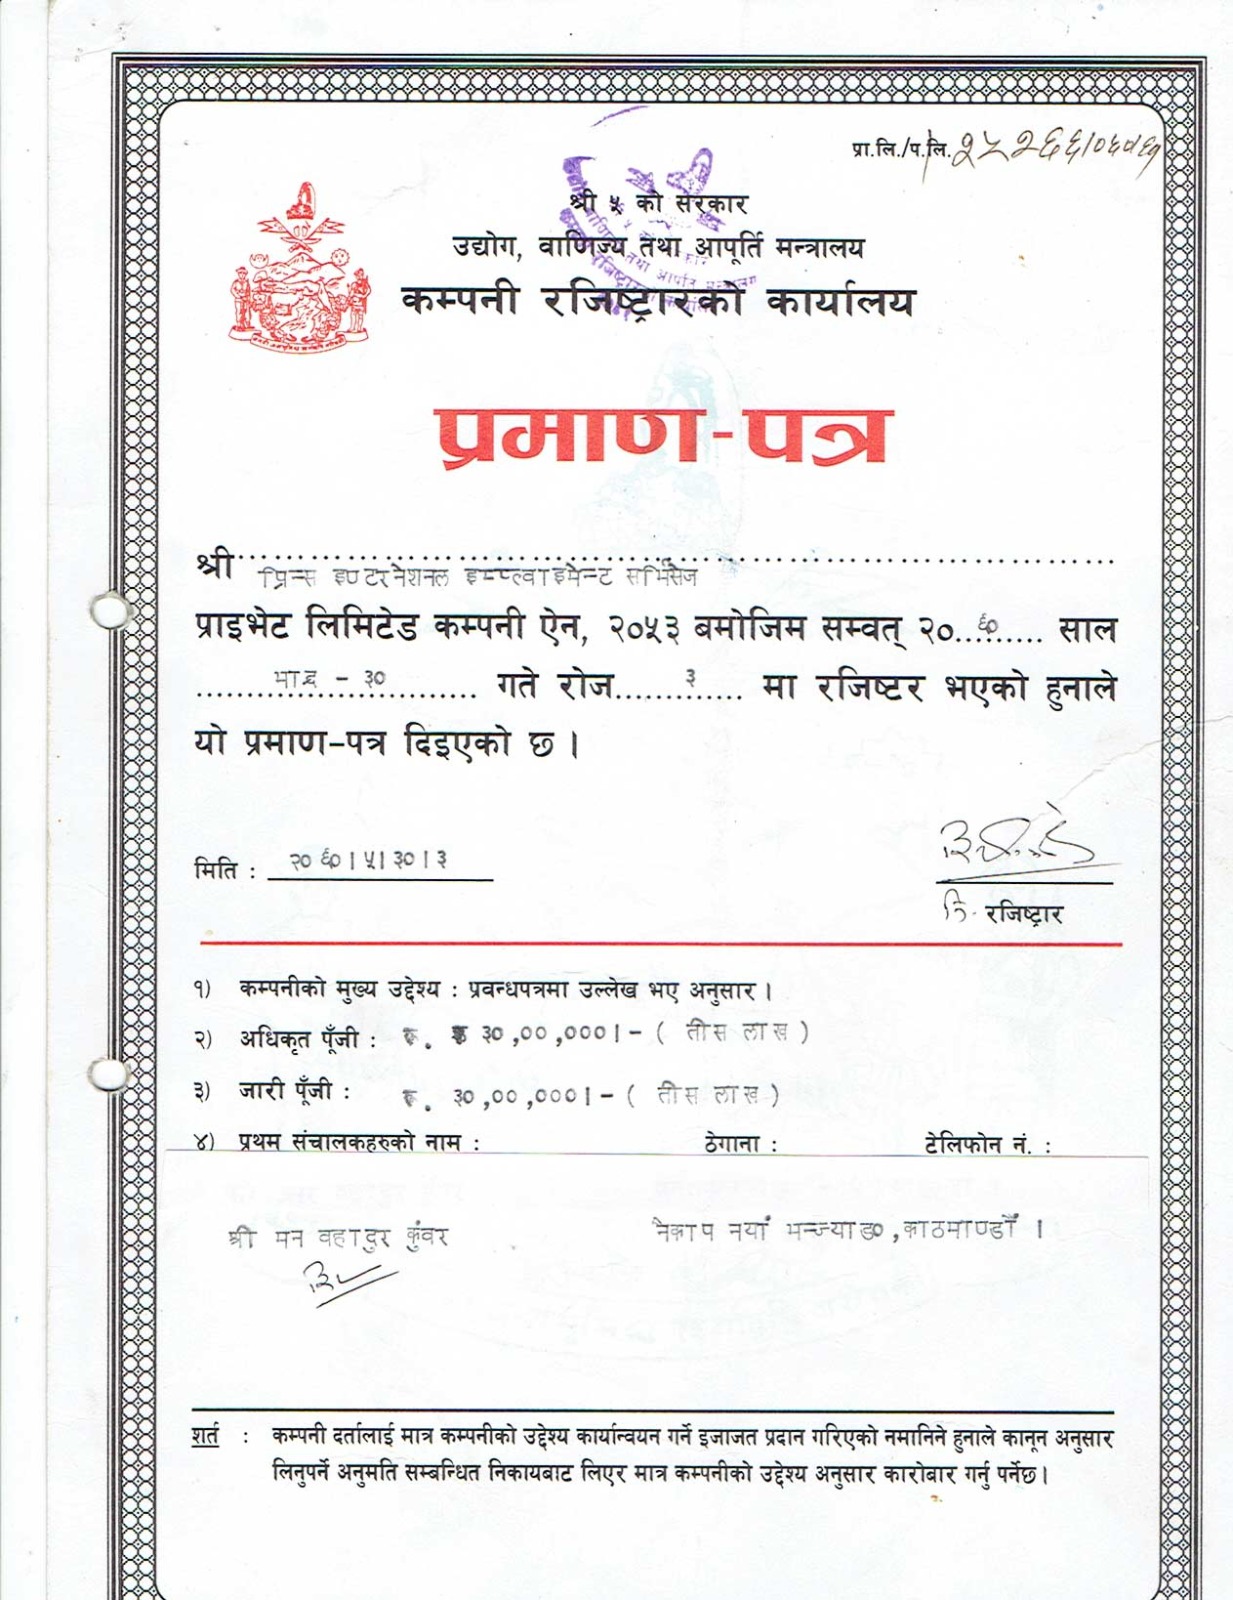 प्रा.लि./प.लि. २५२६६/०६०/६१
श्री ५ को सरकार
उद्योग, वाणिज्य तथा आपूर्ति मन्त्रालय
कम्पनी रजिष्ट्रारको कार्यालय
प्रमाण-पत्र
श्री प्रिन्स इण्टरनेशनल इम्प्ल्वाइमेन्ट सर्भिसेज
प्राइभेट लिमिटेड कम्पनी ऐन, २०५३ बमोजिम सम्वत् २०..६०.. साल
भाद्र - ३० गते रोज ३ मा रजिष्टर भएको हुनाले
यो प्रमाण-पत्र दिइएको छ ।
मिति : २०६०।५।३०।३
नि. रजिष्ट्रार
१) कम्पनीको मुख्य उद्देश्य : प्रवन्धपत्रमा उल्लेख भए अनुसार ।
२) अधिकृत पूँजी : रु. ३०,००,०००।- ( तीस लाख )
३) जारी पूँजी : रु. ३०,००,०००।- ( तीस लाख )
४) प्रथम संचालकहरुको नाम : ठेगाना : टेलिफोन नं. :
श्री मन वहादुर कुंवर नैकाप नयाँ भन्ज्याङ, काठमाण्डौँ ।
शर्त : कम्पनी दर्तालाई मात्र कम्पनीको उद्देश्य कार्यान्वयन गर्ने इजाजत प्रदान गरिएको नमानिने हुनाले कानून अनुसार
लिनुपर्ने अनुमति सम्बन्धित निकायबाट लिएर मात्र कम्पनीको उद्देश्य अनुसार कारोबार गर्नु पर्नेछ ।